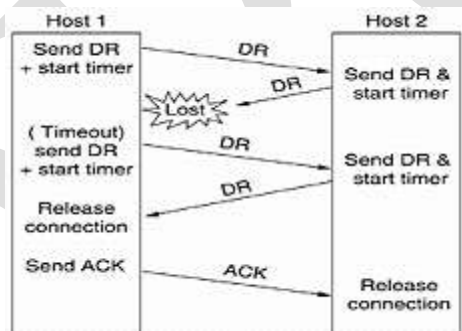 Host 1
Host 2
Send DR
+ start timer
DR
Send DR &
start timer
DR
Lost
( Timeout)
send DR
+ start timer
DR
Send DR &
start timer
DR
Release
connection
Send ACK
ACK
Release
connection